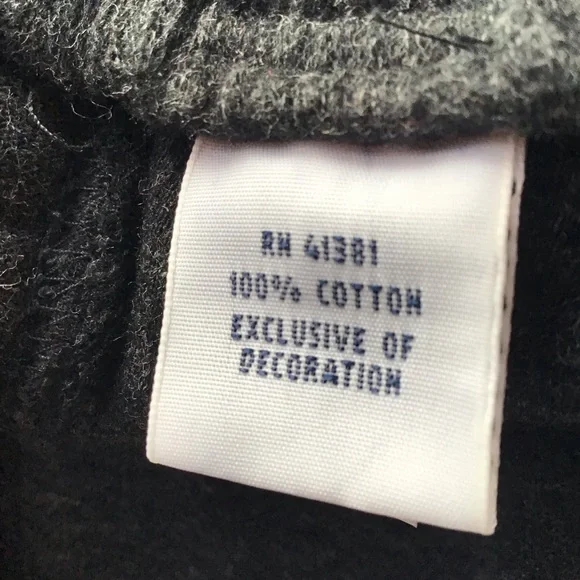 RN 41381
100% COTTON
EXCLUSIVE OF
DECORATION